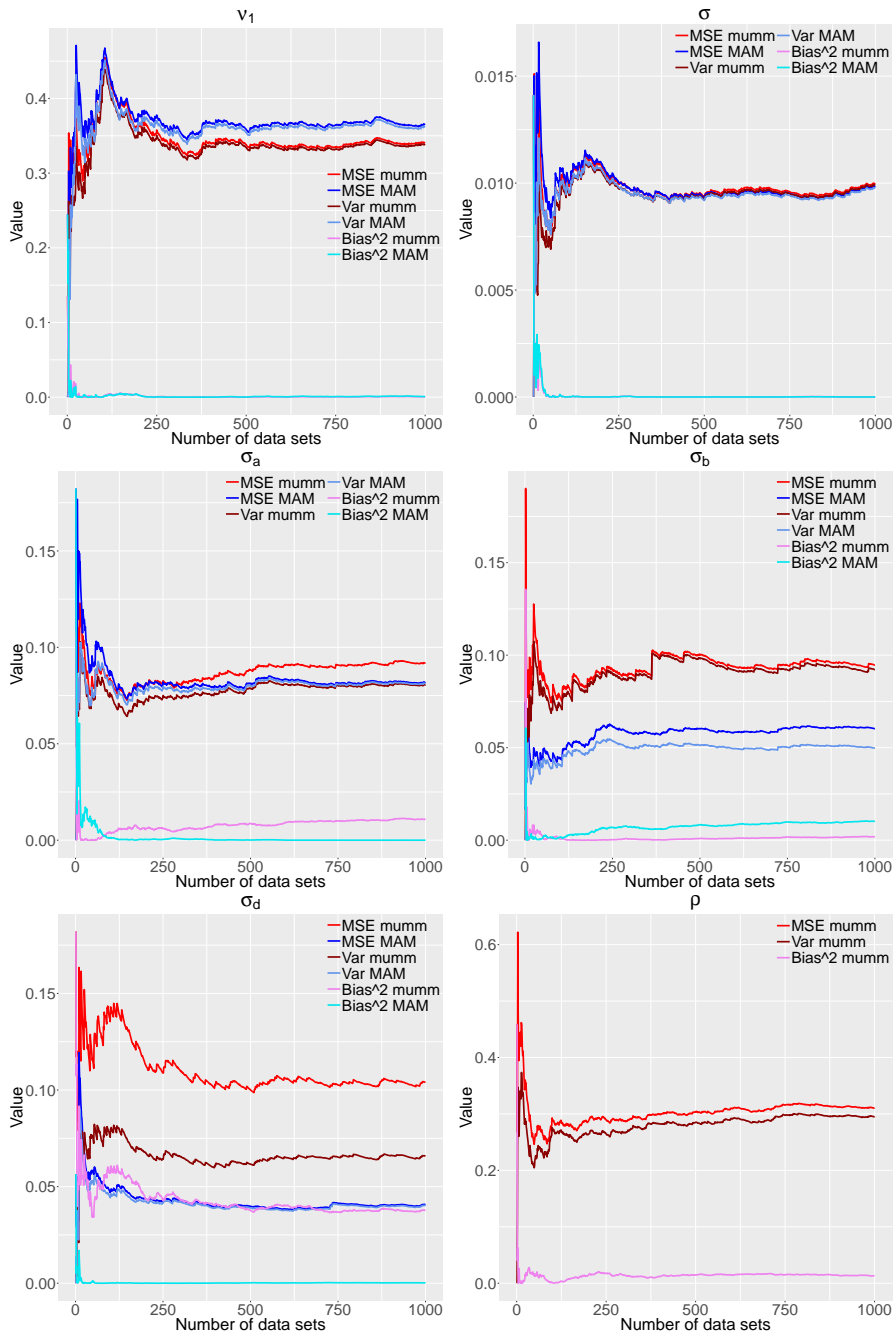 ν1
Value
0.4
0.3
0.2
0.1
0.0
MSE mumm
MSE MAM
Var mumm
Var MAM
Bias^2 mumm
Bias^2 MAM
0 250 500 750 1000
Number of data sets
σ
Value
0.015
0.010
0.005
0.000
MSE mumm Var MAM
MSE MAM Bias^2 mumm
Var mumm Bias^2 MAM
0 250 500 750 1000
Number of data sets
σa
Value
0.15
0.10
0.05
0.00
MSE mumm Var MAM
MSE MAM Bias^2 mumm
Var mumm Bias^2 MAM
0 250 500 750 1000
Number of data sets
σb
Value
0.15
0.10
0.05
0.00
MSE mumm
MSE MAM
Var mumm
Var MAM
Bias^2 mumm
Bias^2 MAM
0 250 500 750 1000
Number of data sets
σd
Value
0.15
0.10
0.05
0.00
MSE mumm
MSE MAM
Var mumm
Var MAM
Bias^2 mumm
Bias^2 MAM
0 250 500 750 1000
Number of data sets
ρ
Value
0.6
0.4
0.2
0.0
MSE mumm
Var mumm
Bias^2 mumm
0 250 500 750 1000
Number of data sets